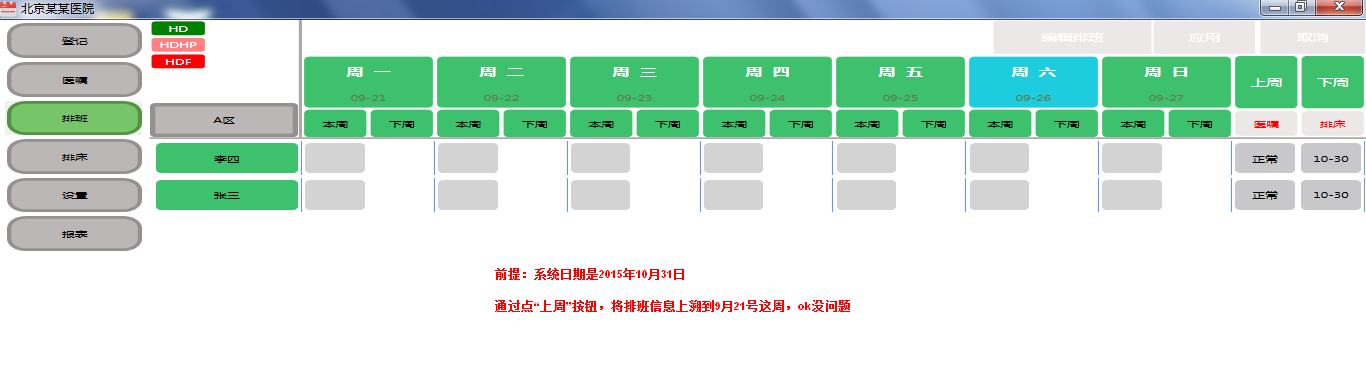 北京某某医院
登记
医嘱
排班
排床
设置
报表
HD
HDHP
HDF
A区
编辑排班 应用 取消
周 一 周 二 周 三 周 四 周 五 周 六 周 日 上周 下周
09-21 09-22 09-23 09-24 09-25 09-26 09-27
本周 下周 本周 下周 本周 下周 本周 下周 本周 下周 本周 下周 本周 下周 医嘱 排床
李四 正常 10-30
张三 正常 10-30
前提：系统日期是2015年10月31日
通过点“上周”按钮，将排班信息上溯到9月21号这周，ok没问题